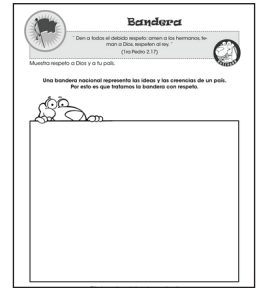 Bandera
" Den a todos el debido respeto: amen a los hermanos, te-
man a Dios, respeten al rey. "
(1ra Pedro 2.17)
Muestra respeto a Dios y a tu país.
Una bandera nacional representa las ideas y las creencias de un país.
Por esto es que tratamos la bandera con respeto.